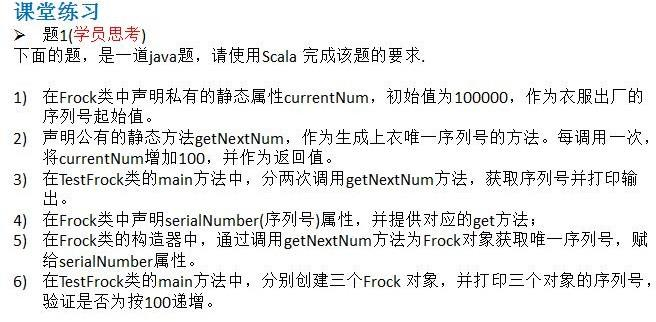 课堂练习
➤ 题1(学员思考)
下面的题，是一道java题，请使用Scala 完成该题的要求.
1) 在Frock类中声明私有的静态属性currentNum，初始值为100000，作为衣服出厂的
序列号起始值。
2) 声明公有的静态方法getNextNum，作为生成上衣唯一序列号的方法。每调用一次，
将currentNum增加100，并作为返回值。
3) 在TestFrock类的main方法中，分两次调用getNextNum方法，获取序列号并打印输
出。
4) 在Frock类中声明serialNumber(序列号)属性，并提供对应的get方法；
5) 在Frock类的构造器中，通过调用getNextNum方法为Frock对象获取唯一序列号，赋
给serialNumber属性。
6) 在TestFrock类的main方法中，分别创建三个Frock 对象，并打印三个对象的序列号，
验证是否为按100递增。